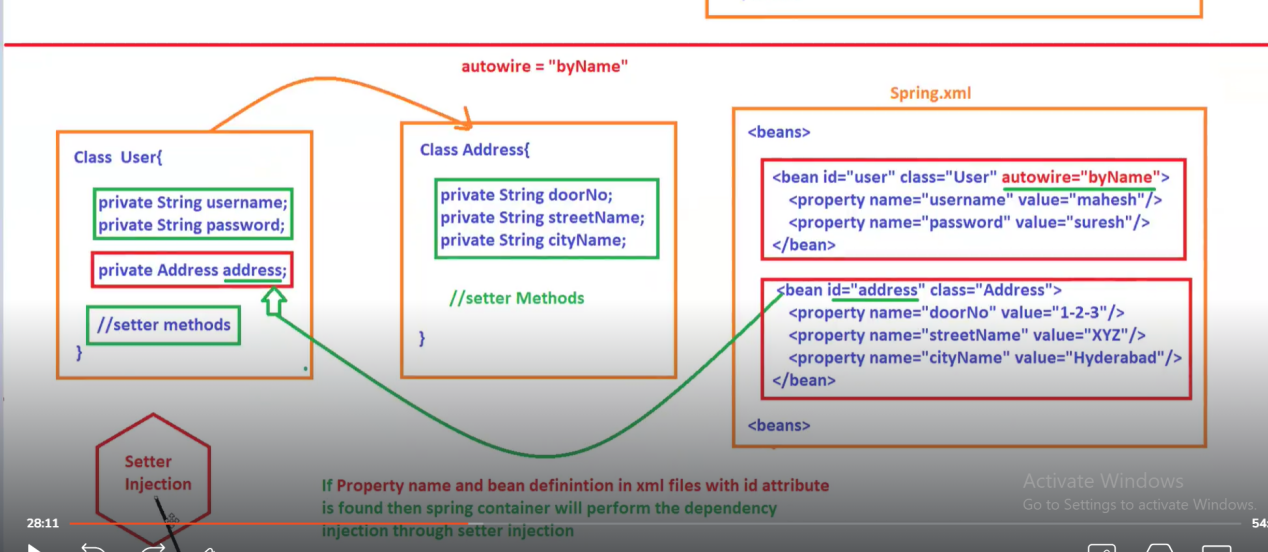 autowire = "byName"
Spring.xml
Class User{
private String username;
private String password;
private Address address;
//setter methods
}
Class Address{
private String doorNo;
private String streetName;
private String cityName;
//setter Methods
}
<beans>
<bean id="user" class="User" autowire="byName">
<property name="username" value="mahesh"/>
<property name="password" value="suresh"/>
</bean>
<bean id="address" class="Address">
<property name="doorNo" value="1-2-3"/>
<property name="streetName" value="XYZ"/>
<property name="cityName" value="Hyderabad"/>
</bean>
<beans>
Setter
Injection
If Property name and bean definintion in xml files with id attribute
is found then spring container will perform the dependency
injection through setter injection
Activate Windows
Go to Settings to activate Windows.
28:11
54: